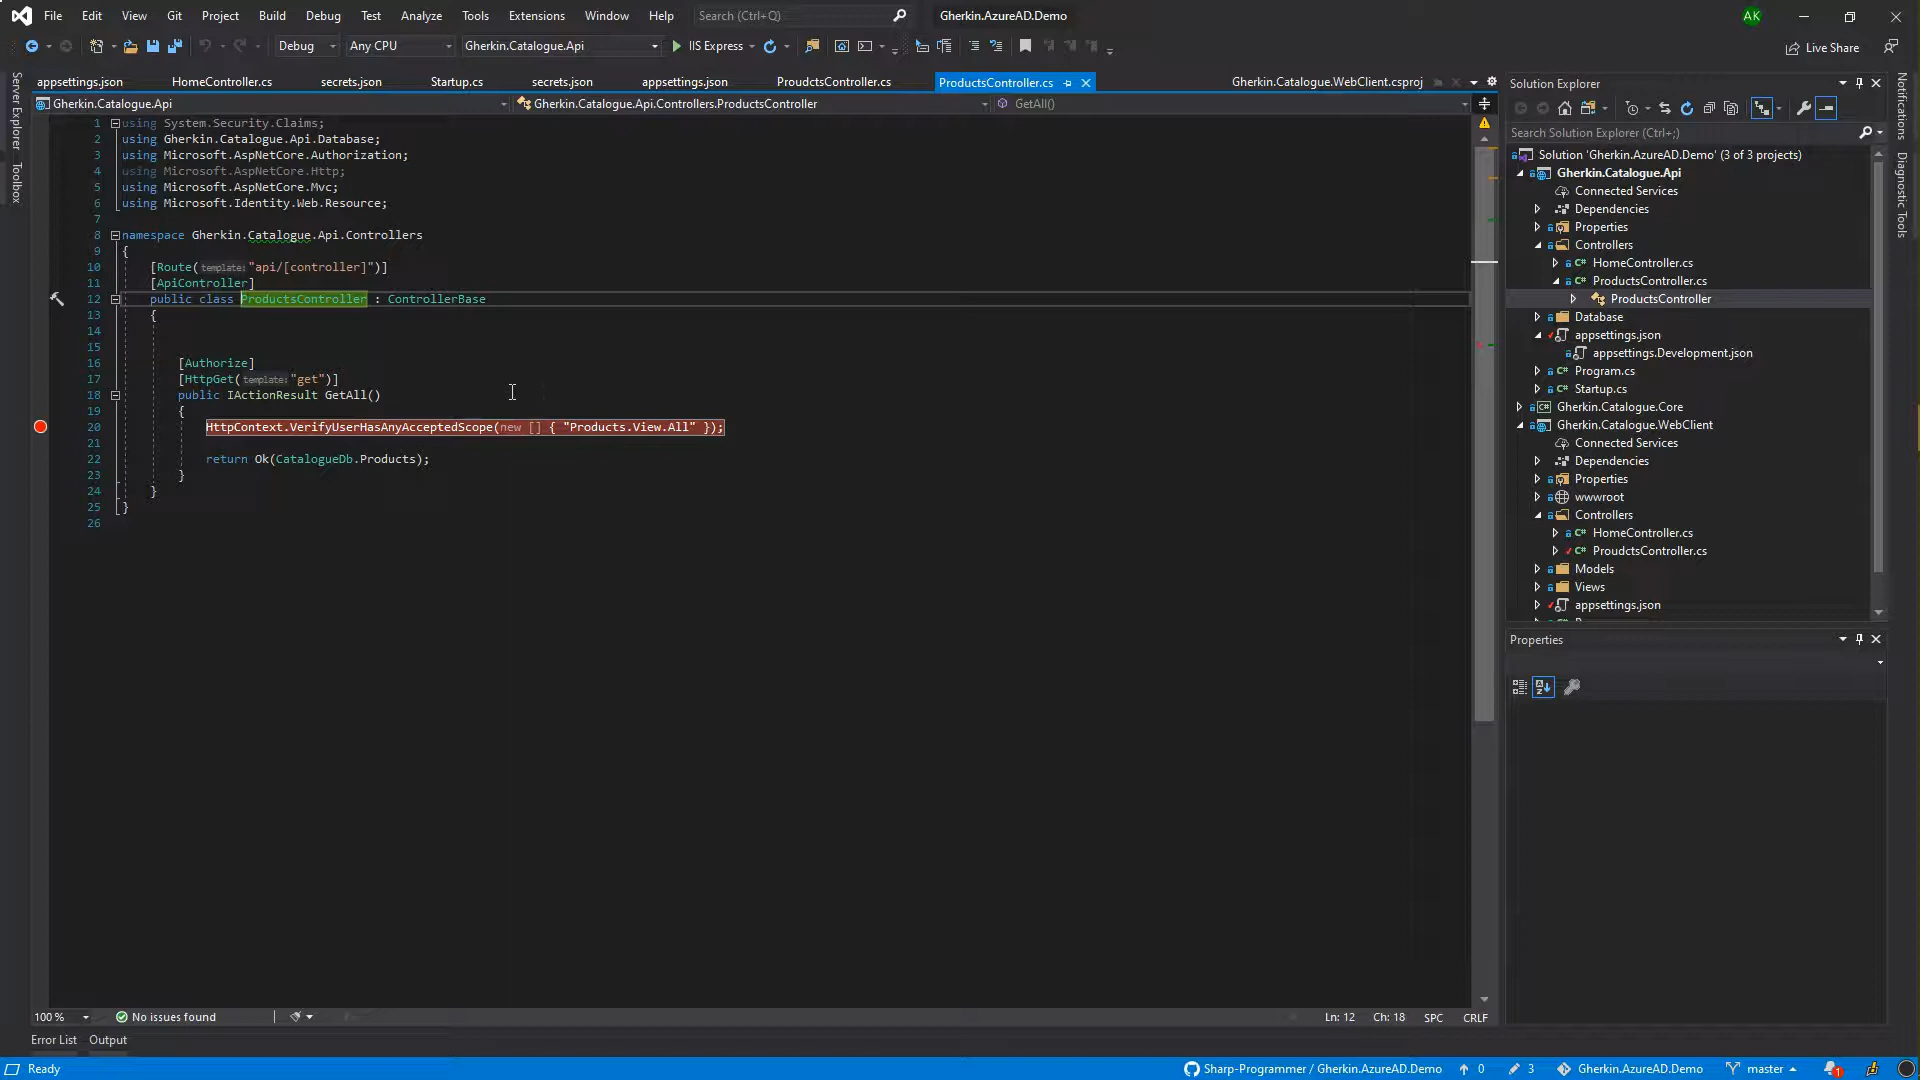 File Edit View Git Project Build Debug Test Analyze Tools Extensions Window Help Search (Ctrl+Q) Gherkin.AzureAD.Demo AK
Debug Any CPU Gherkin.Catalogue.Api IIS Express Live Share
appsettings.json HomeController.cs secrets.json Startup.cs secrets.json appsettings.json ProudctsController.cs ProductsController.cs Gherkin.Catalogue.WebClient.csproj
Gherkin.Catalogue.Api Gherkin.Catalogue.Api.Controllers.ProductsController GetAll()
Server Explorer
Toolbox
1 using System.Security.Claims;
2 using Gherkin.Catalogue.Api.Database;
3 using Microsoft.AspNetCore.Authorization;
4 using Microsoft.AspNetCore.Http;
5 using Microsoft.AspNetCore.Mvc;
6 using Microsoft.Identity.Web.Resource;
7
8 namespace Gherkin.Catalogue.Api.Controllers
9 {
10 [Route(template:"api/[controller]")]
11 [ApiController]
12 public class ProductsController : ControllerBase
13 {
14
15
16 [Authorize]
17 [HttpGet(template:"get")]
18 public IActionResult GetAll()
19 {
20 HttpContext.VerifyUserHasAnyAcceptedScope(new [] { "Products.View.All" });
21
22 return Ok(CatalogueDb.Products);
23 }
24 }
25 }
26
100 % No issues found Ln: 12 Ch: 18 SPC CRLF
Error List Output
Solution Explorer
Search Solution Explorer (Ctrl+;)
Solution 'Gherkin.AzureAD.Demo' (3 of 3 projects)
Gherkin.Catalogue.Api
Connected Services
Dependencies
Properties
Controllers
C# HomeController.cs
C# ProductsController.cs
ProductsController
Database
appsettings.json
appsettings.Development.json
C# Program.cs
C# Startup.cs
C# Gherkin.Catalogue.Core
Gherkin.Catalogue.WebClient
Connected Services
Dependencies
Properties
wwwroot
Controllers
C# HomeController.cs
C# ProudctsController.cs
Models
Views
appsettings.json
Properties
Notifications
Diagnostic Tools
Ready Sharp-Programmer / Gherkin.AzureAD.Demo 0 3 Gherkin.AzureAD.Demo master 1